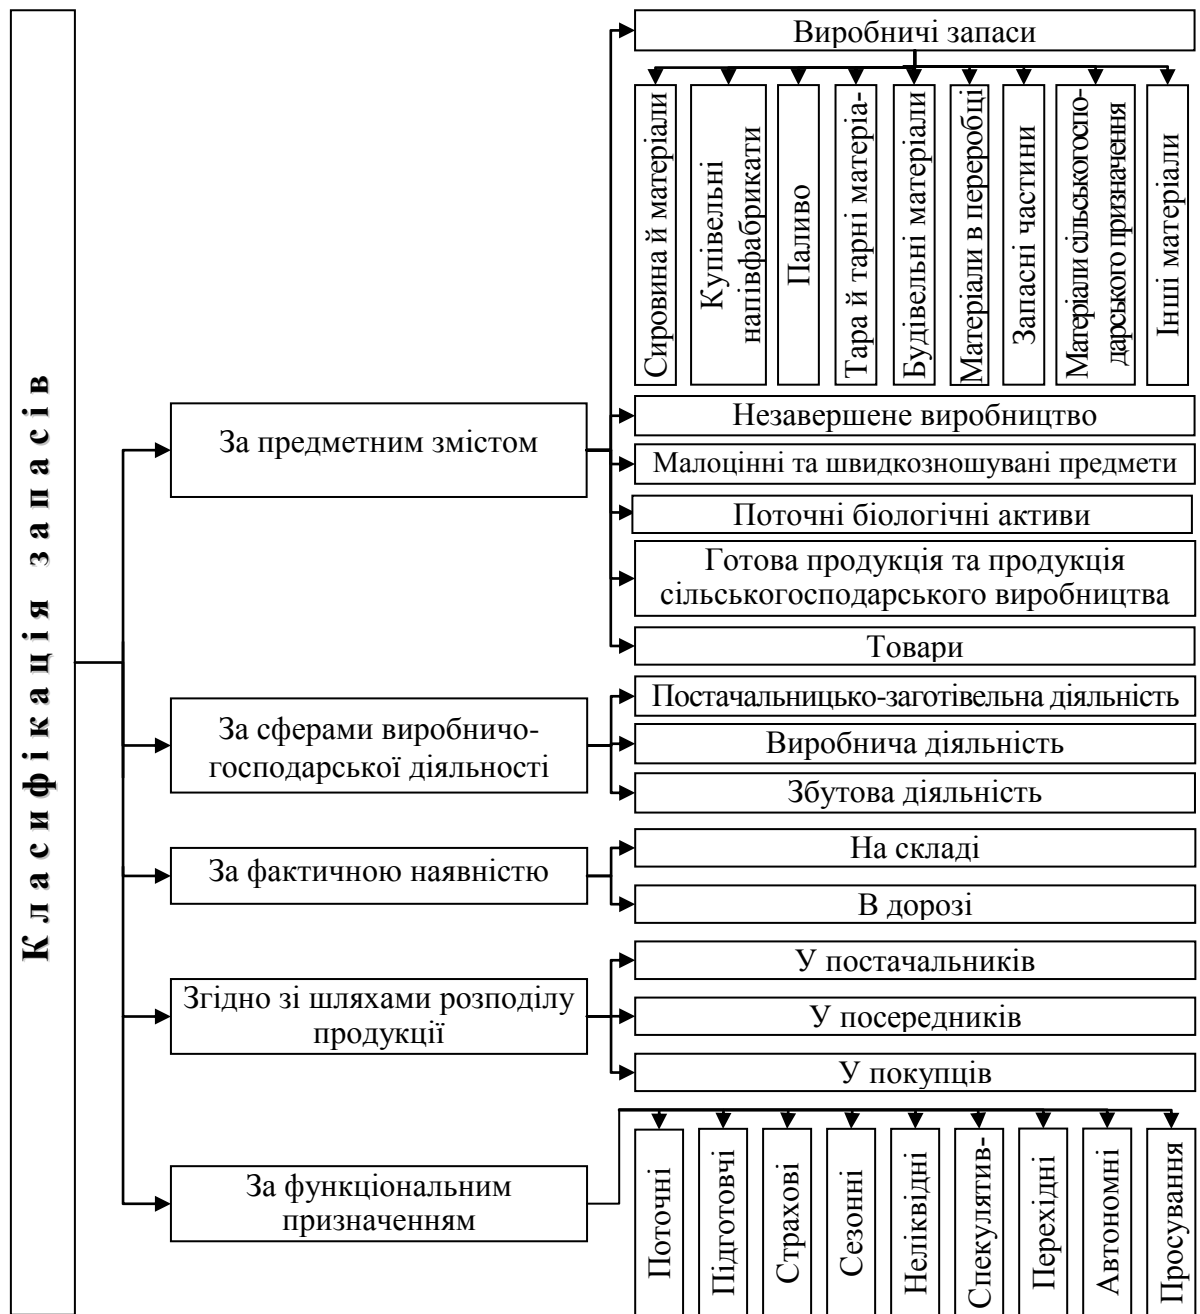 Класифікація запасів
Виробничі запаси
Сировина й матеріали
Купівельні
напівфабрикати
Паливо
Тара й тарні матеріа-
Будівельні матеріали
Матеріали в переробці
Запасні частини
Матеріали сільськогоспо-
дарського призначення
Інші матеріали
За предметним змістом
Незавершене виробництво
Малоцінні та швидкозношувані предмети
Поточні біологічні активи
Готова продукція та продукція
сільськогосподарського виробництва
Товари
За сферами виробничо-
господарської діяльності
Постачальницько-заготівельна діяльність
Виробнича діяльність
Збутова діяльність
За фактичною наявністю
На складі
В дорозі
Згідно зі шляхами розподілу
продукції
У постачальників
У посередників
У покупців
За функціональним
призначенням
Поточні
Підготовчі
Страхові
Сезонні
Неліквідні
Спекулятив-
Перехідні
Автономні
Просування